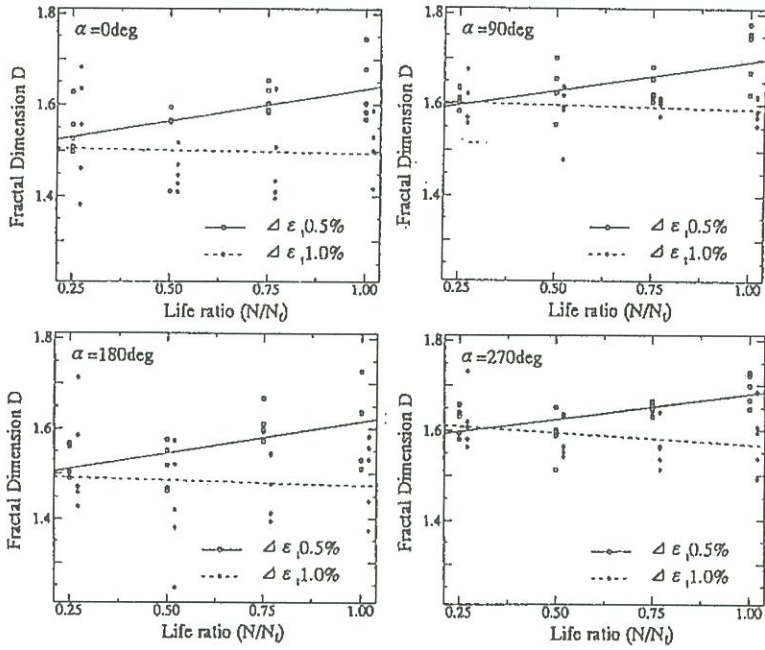 1.8
α=0deg
Fractal Dimension D
1.6
1.4
Δ ε t 0.5%
Δ ε t 1.0%
0.25 0.50 0.75 1.00
Life ratio (N/Nf)
1.8
α=90deg
Fractal Dimension D
1.6
1.4
Δ ε t 0.5%
Δ ε t 1.0%
0.25 0.50 0.75 1.00
Life ratio (N/Nf)
1.8
α=180deg
Fractal Dimension D
1.6
1.4
Δ ε t 0.5%
Δ ε t 1.0%
0.25 0.50 0.75 1.00
Life ratio (N/Nf)
1.8
α=270deg
Fractal Dimension D
1.6
1.4
Δ ε t 0.5%
Δ ε t 1.0%
0.25 0.50 0.75 1.00
Life ratio (N/Nf)